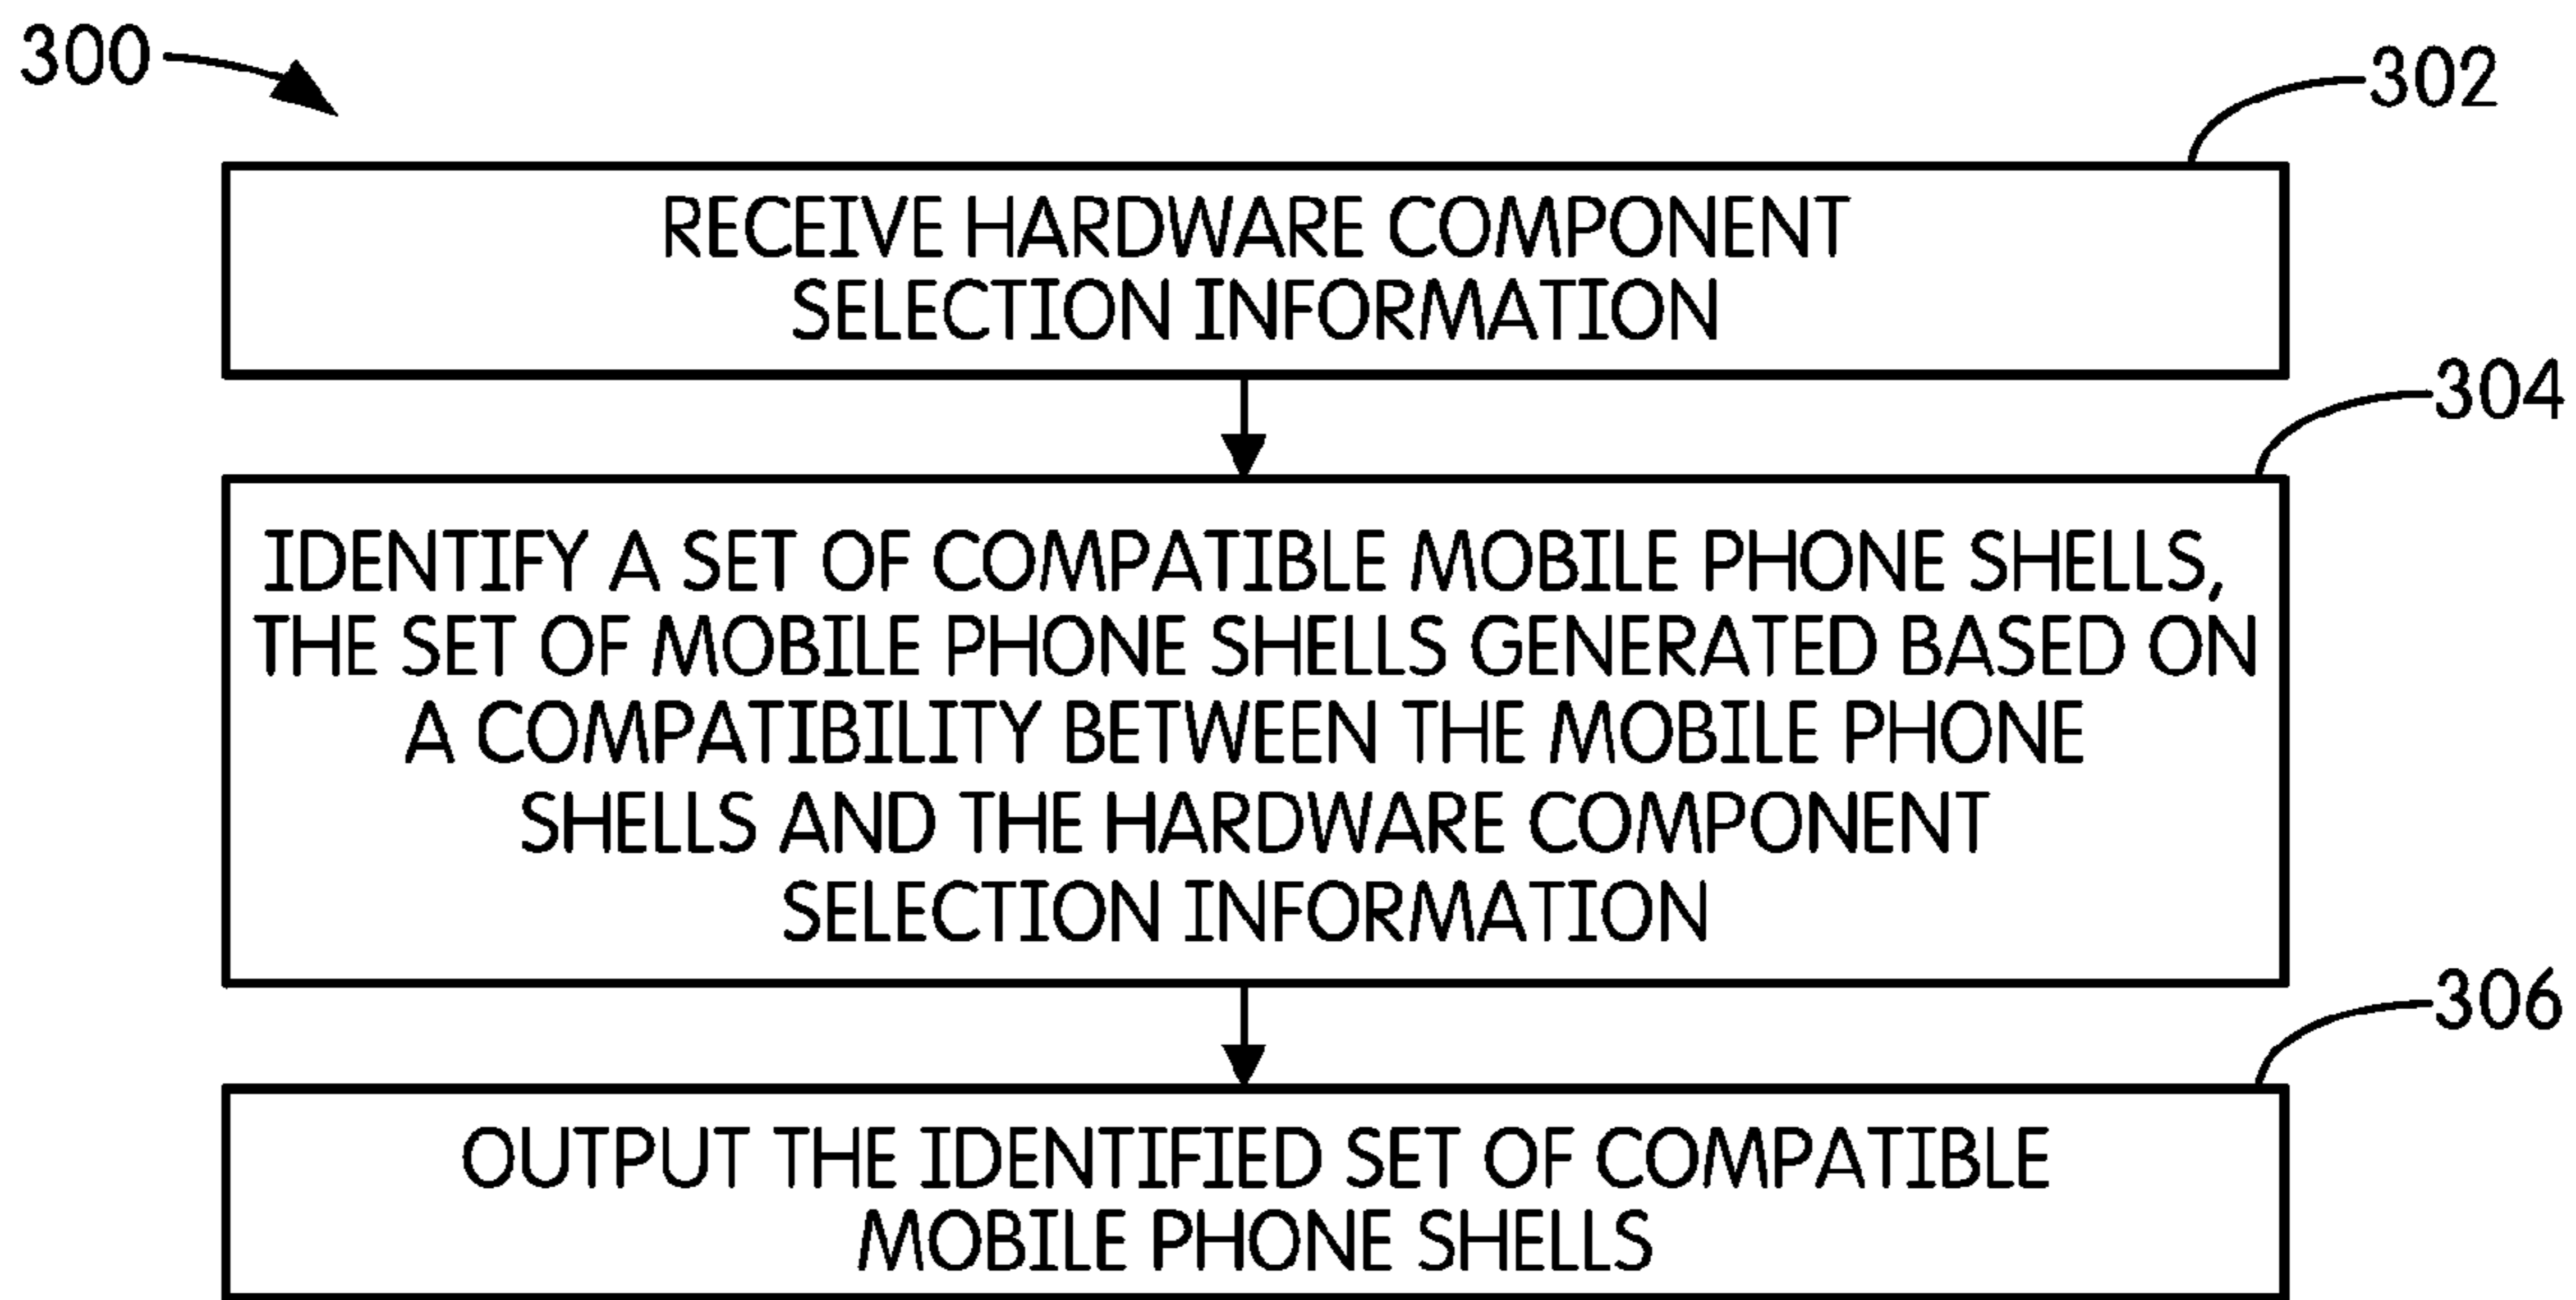 300
302
RECEIVE HARDWARE COMPONENT
SELECTION INFORMATION
304
IDENTIFY A SET OF COMPATIBLE MOBILE PHONE SHELLS,
THE SET OF MOBILE PHONE SHELLS GENERATED BASED ON
A COMPATIBILITY BETWEEN THE MOBILE PHONE
SHELLS AND THE HARDWARE COMPONENT
SELECTION INFORMATION
306
OUTPUT THE IDENTIFIED SET OF COMPATIBLE
MOBILE PHONE SHELLS